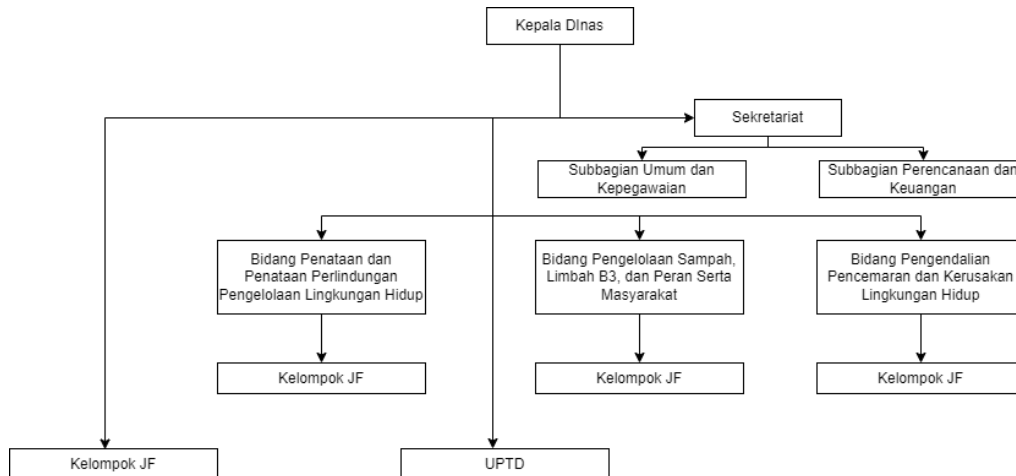 Kepala DInas
Sekretariat
Subbagian Umum dan
Kepegawaian
Subbagian Perencanaan dan
Keuangan
Bidang Penataan dan
Penataan Perlindungan
Pengelolaan Lingkungan Hidup
Bidang Pengelolaan Sampah,
Limbah B3, dan Peran Serta
Masyarakat
Bidang Pengendalian
Pencemaran dan Kerusakan
Lingkungan Hidup
Kelompok JF
Kelompok JF
Kelompok JF
Kelompok JF
UPTD